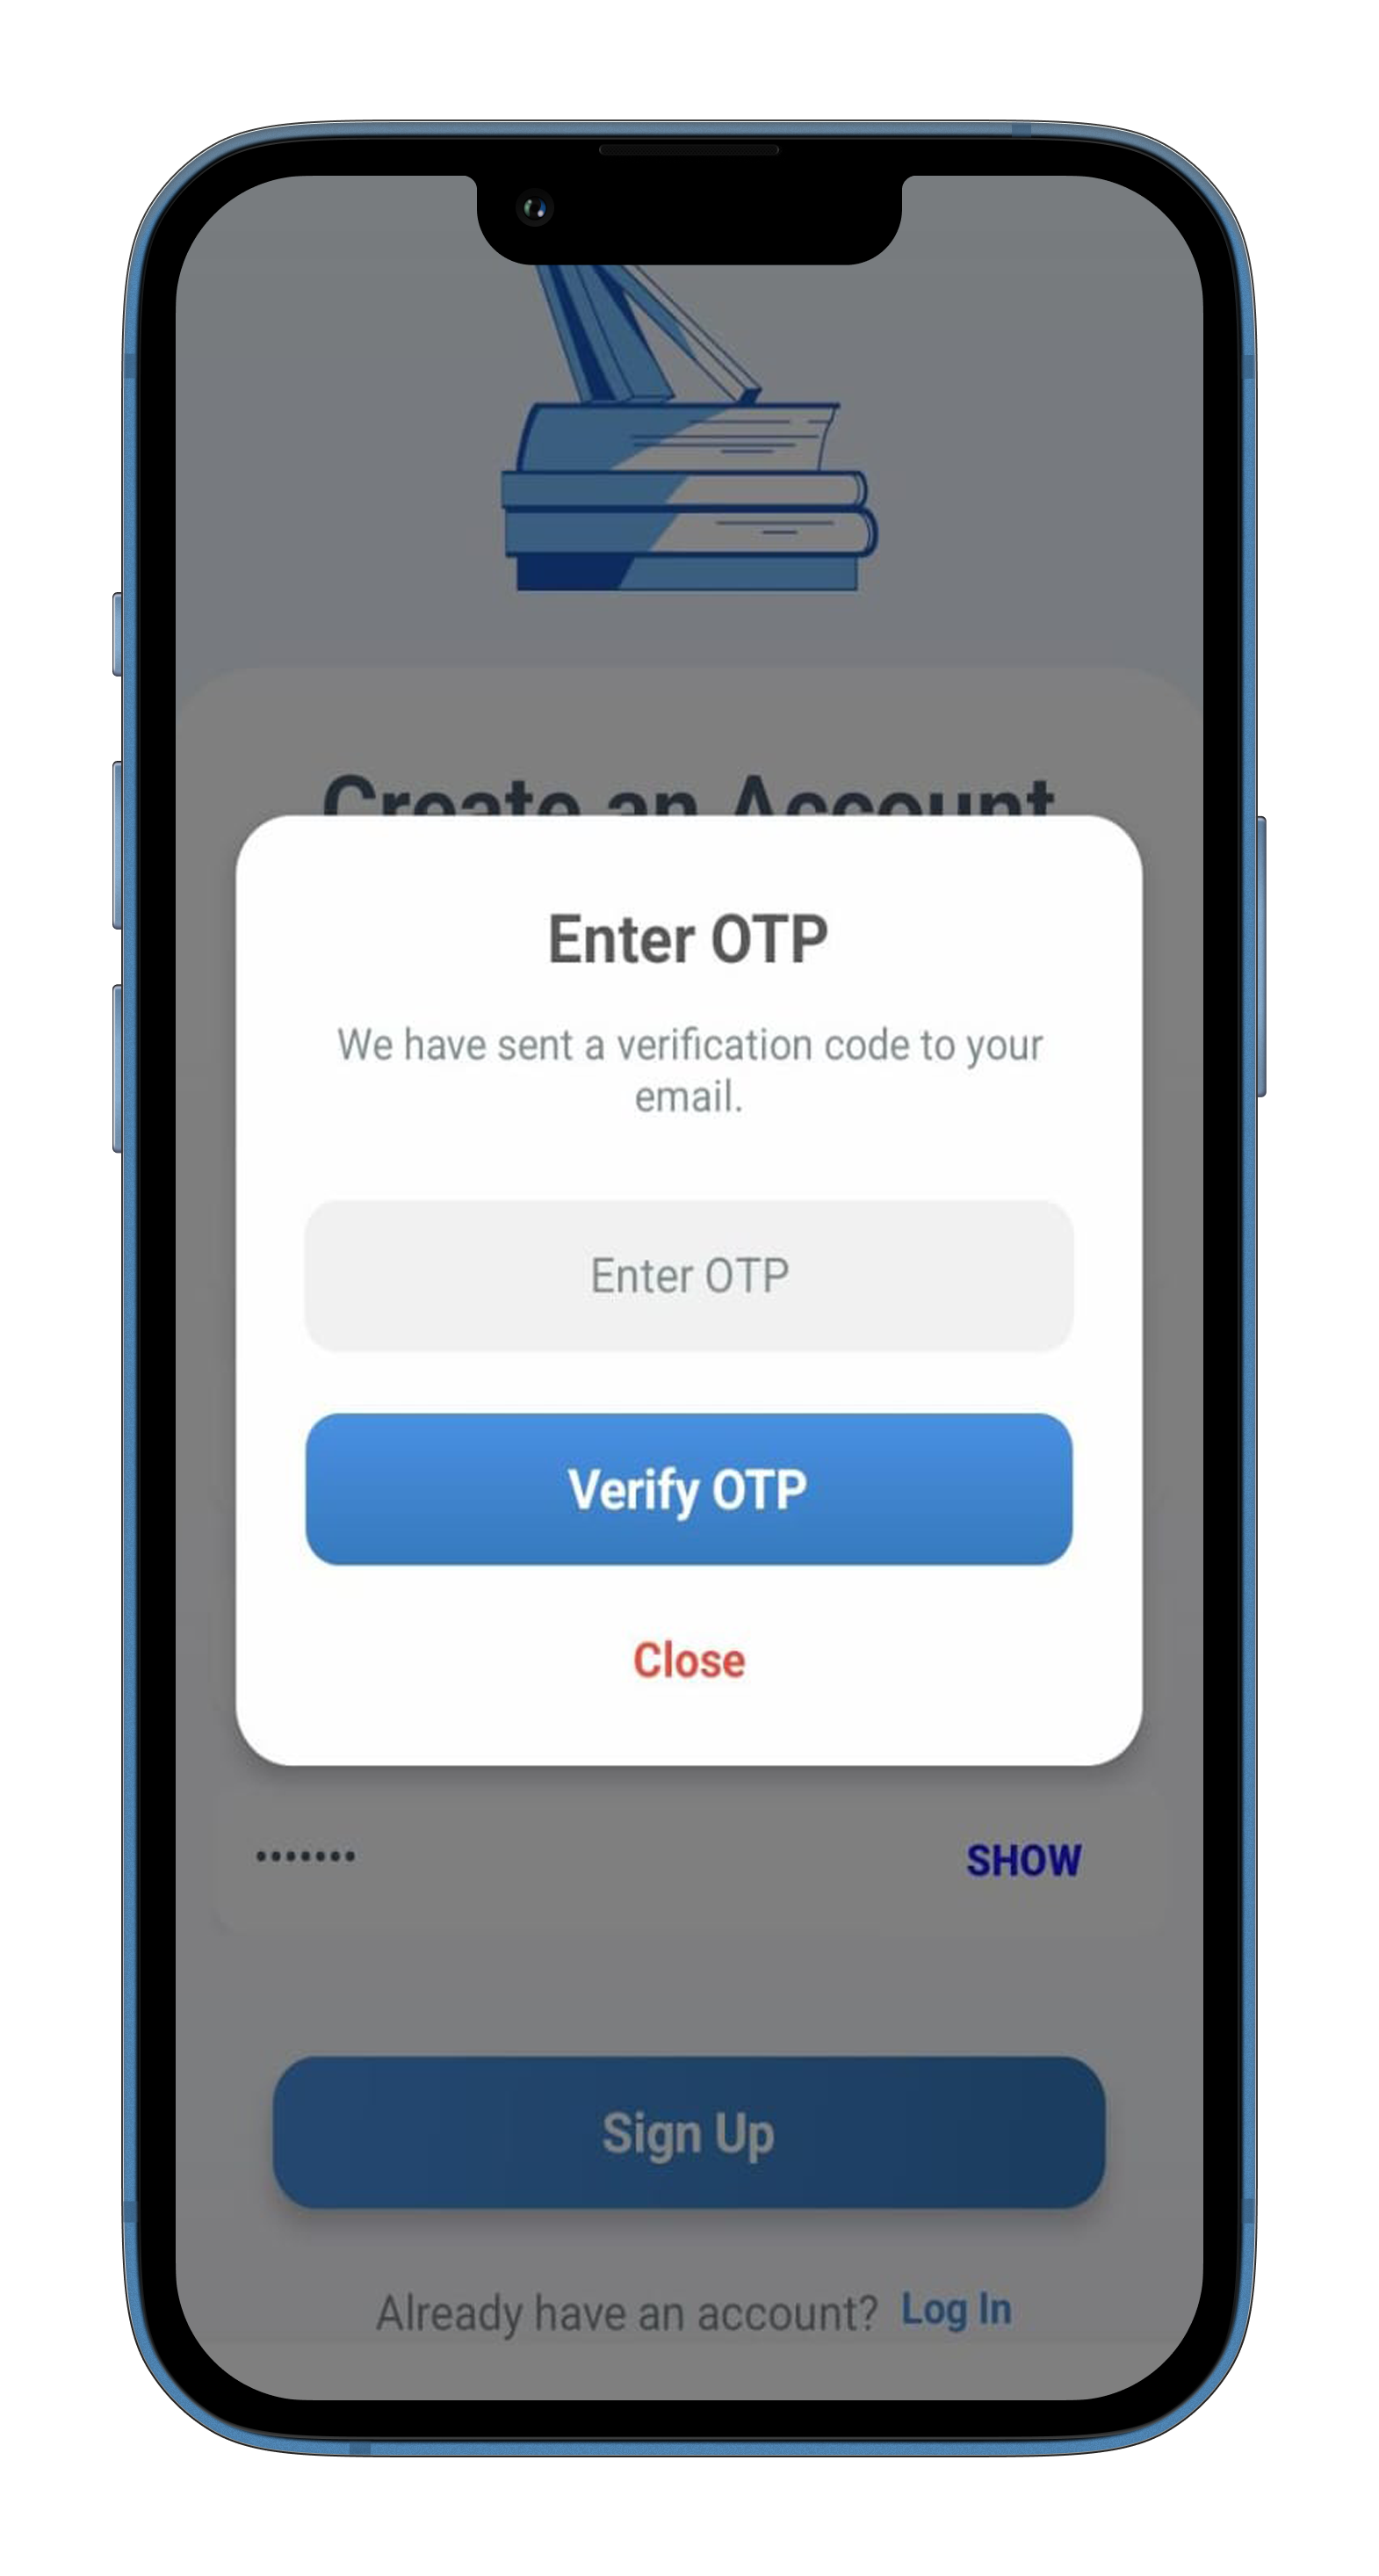 Create an Account
Enter OTP
We have sent a verification code to your
email.
Enter OTP
Verify OTP
Close
•••••••
SHOW
Sign Up
Already have an account? Log In